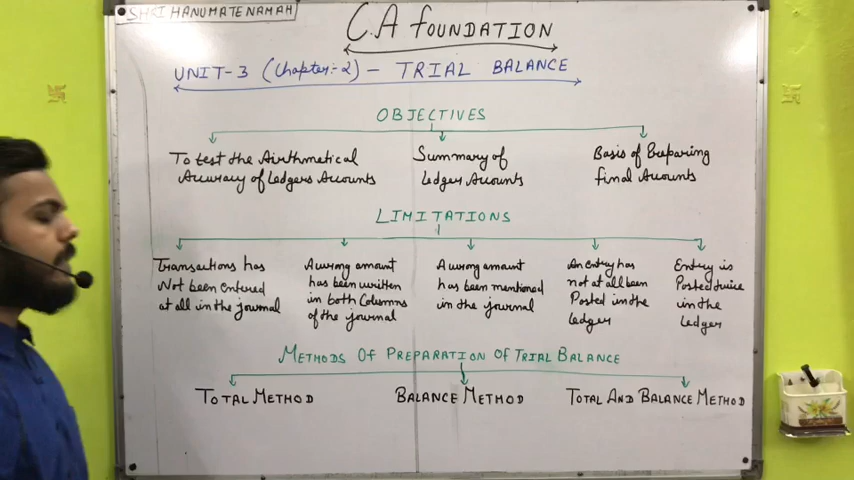 SHRI HANUMATE NAMAH
C.A FOUNDATION
UNIT-3 (Chapter:-2) - TRIAL BALANCE
OBJECTIVES
To test the Airthmetical
Accuracy of Ledgers Accounts
Summary of
Ledger Accounts
Basis of Preparing
Final Accounts
LIMITATIONS
Transactions has
Not been entered
at all in the journal
A wrong amount
has been written
in both Columns
of the journal
A wrong amount
has been mentioned
in the journal
An entry has
not at all been
Posted in the
Ledger
Entry is
Posted twice
in the
Ledger
METHODS OF PREPARATION OF TRIAL BALANCE
TOTAL METHOD
BALANCE METHOD
TOTAL AND BALANCE METHOD